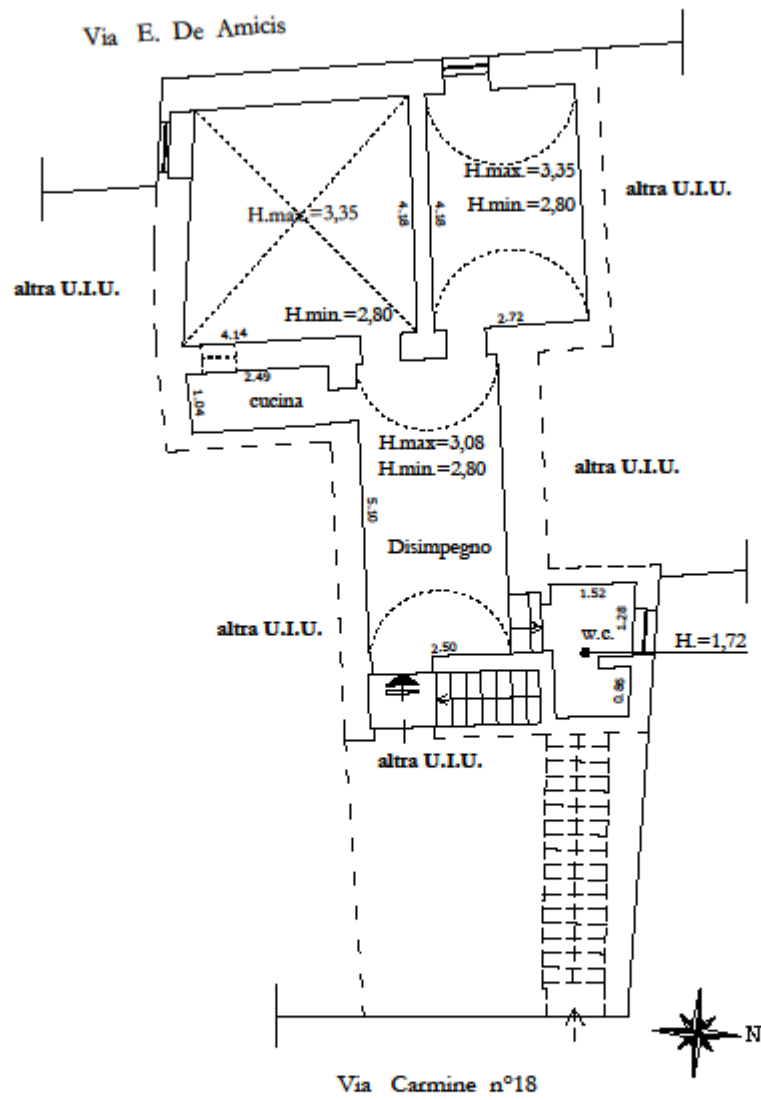 Via E. De Amicis
H.max.=3,35
H.min.=2,80
altra U.I.U.
4.18
4.18
H.max.=3,35
altra U.I.U.
H.min.=2,80
2.72
4.14
2.49
1.04
cucina
H.max=3,08
H.min.=2,80
altra U.I.U.
5.10
Disimpegno
1.52
1.28
altra U.I.U.
w.c.
H.=1,72
2.50
0.86
altra U.I.U.
N
Via Carmine n°18